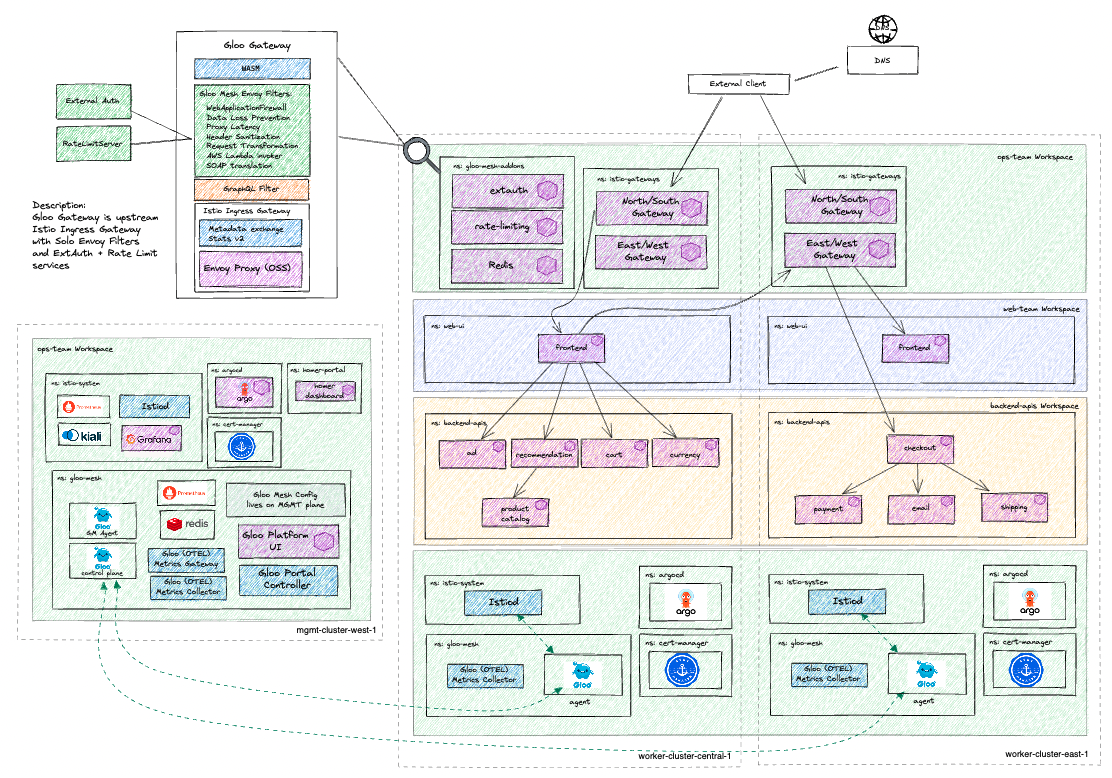 Gloo Gateway
WASM
Gloo Mesh Envoy Filters:
WebApplicationFirewall
Data Loss Prevention
Proxy Latency
Header Sanitization
Request Transformation
AWS Lambda invoker
SOAP translation
GraphQL Filter
Istio Ingress Gateway
Metadata exchange
Stats v2
Envoy Proxy (OSS)
External Auth
RateLimitServer
Description:
Gloo Gateway is upstream
Istio Ingress Gateway
with Solo Envoy Filters
and ExtAuth + Rate Limit
services
DNS
External Client
ops-team Workspace
ns: gloo-mesh-addons
extauth
rate-limiting
Redis
ns: istio-gateways
North/South
Gateway
East/West
Gateway
ns: istio-gateways
North/South
Gateway
East/West
Gateway
web-team Workspace
ns: web-ui
frontend
ns: web-ui
frontend
backend-apis Workspace
ns: backend-apis
ad
recommendation
cart
currency
product
catalog
ns: backend-apis
checkout
payment
email
shipping
ops-team Workspace
ns: istio-system
Prometheus
Istiod
kiali
Grafana
ns: argocd
argo
ns: homer-portal
homer
dashboard
ns: cert-manager
ns: gloo-mesh
Gloo
GM Agent
Gloo
control plane
Prometheus
redis
Gloo (OTEL)
Metrics Gateway
Gloo (OTEL)
Metrics Collector
Gloo Mesh Config
lives on MGMT plane
Gloo Platform
UI
Gloo Portal
Controller
mgmt-cluster-west-1
ns: istio-system
Istiod
ns: argocd
argo
ns: gloo-mesh
Gloo (OTEL)
Metrics Collector
Gloo
agent
ns: cert-manager
worker-cluster-central-1
ns: istio-system
Istiod
ns: argocd
argo
ns: gloo-mesh
Gloo (OTEL)
Metrics Collector
Gloo
agent
ns: cert-manager
worker-cluster-east-1